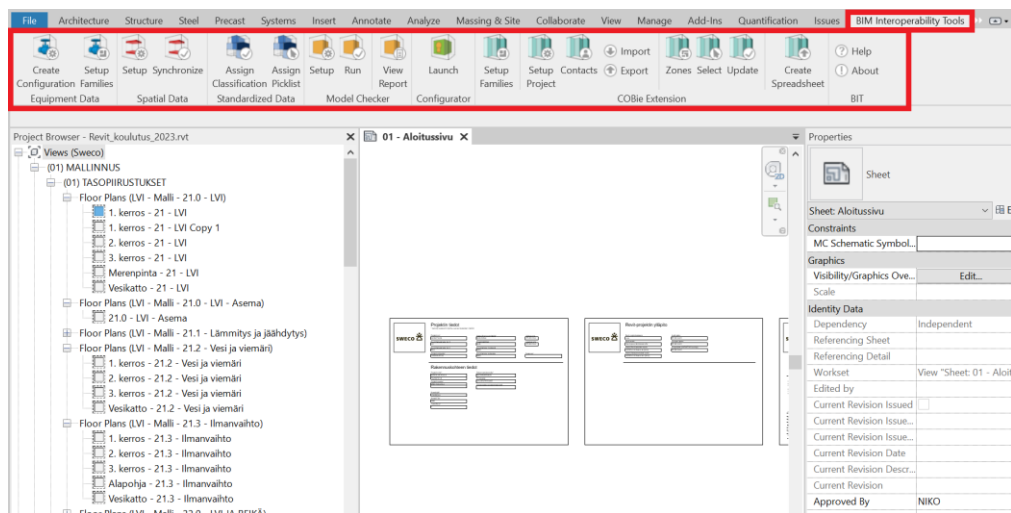 File Architecture Structure Steel Precast Systems Insert Annotate Analyze Massing & Site Collaborate View Manage Add-Ins Quantification Issues BIM Interoperability Tools
Create Configuration Setup Families Setup Synchronize Assign Classification Assign Picklist Setup Run View Report Launch Setup Families Setup Project Contacts Import Export Zones Select Update Create Spreadsheet Help About
Equipment Data Spatial Data Standardized Data Model Checker Configurator COBie Extension BIT
Project Browser - Revit_koulutus_2023.rvt
Views (Sweco)
(01) MALLINNUS
(01) TASOPIIRUSTUKSET
Floor Plans (LVI - Malli - 21.0 - LVI)
1. kerros - 21 - LVI
1. kerros - 21 - LVI Copy 1
2. kerros - 21 - LVI
3. kerros - 21 - LVI
Merenpinta - 21 - LVI
Vesikatto - 21 - LVI
Floor Plans (LVI - Malli - 21.0 - LVI - Asema)
21.0 - LVI - Asema
Floor Plans (LVI - Malli - 21.1 - Lämmitys ja jäähdytys)
Floor Plans (LVI - Malli - 21.2 - Vesi ja viemäri)
1. kerros - 21.2 - Vesi ja viemäri
2. kerros - 21.2 - Vesi ja viemäri
3. kerros - 21.2 - Vesi ja viemäri
Vesikatto - 21.2 - Vesi ja viemäri
Floor Plans (LVI - Malli - 21.3 - Ilmanvaihto)
1. kerros - 21.3 - Ilmanvaihto
2. kerros - 21.3 - Ilmanvaihto
3. kerros - 21.3 - Ilmanvaihto
Alapohja - 21.3 - Ilmanvaihto
Vesikatto - 21.3 - Ilmanvaihto
01 - Aloitussivu
2D
SWECO
Projektin tiedot
Rakennuskohteen tiedot
SWECO
Revit-projektin ylläpito
Properties
Sheet
Sheet: Aloitussivu
Constraints
MC Schematic Symbol...
Graphics
Visibility/Graphics Ove... Edit...
Scale
Identity Data
Dependency Independent
Referencing Sheet
Referencing Detail
Workset View "Sheet: 01 - Aloit
Edited by
Current Revision Issued
Current Revision Issue...
Current Revision Issue...
Current Revision Date
Current Revision Descr...
Current Revision
Approved By NIKO